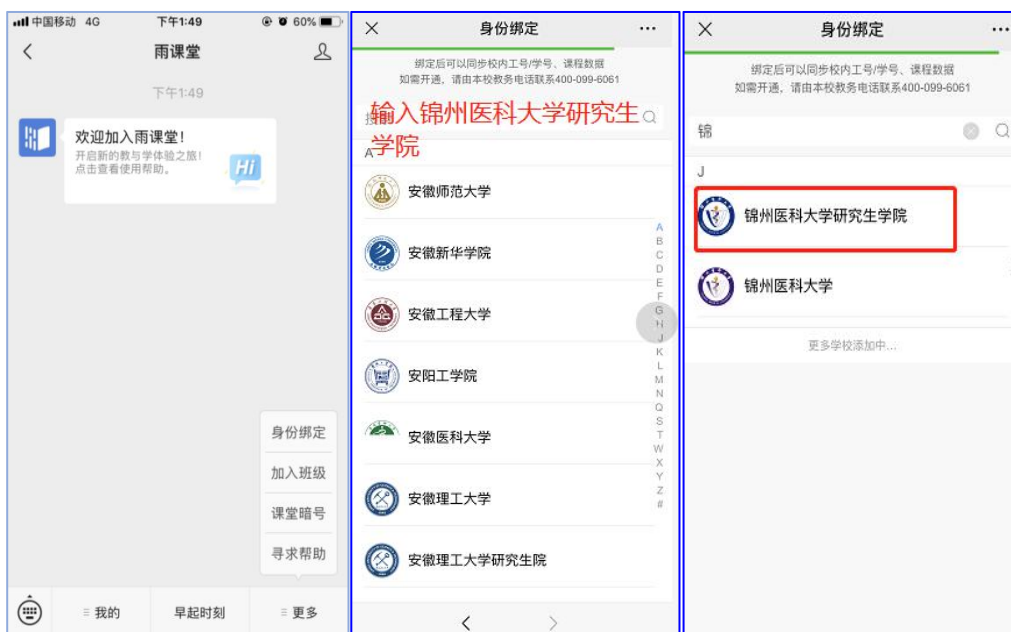 中国移动 4G 下午1:49 60%
雨课堂
下午1:49
欢迎加入雨课堂！
开启新的教与学体验之旅！
点击查看使用帮助。
Hi
身份绑定
加入班级
课堂暗号
寻求帮助
我的
早起时刻
更多
身份绑定
绑定后可以同步校内工号/学号、课程数据
如需开通，请由本校教务电话联系400-099-6061
输入锦州医科大学研究生
学院
A
安徽师范大学
安徽新华学院
安徽工程大学
安阳工学院
安徽医科大学
安徽理工大学
安徽理工大学研究生院
A
B
C
D
E
F
G
H
J
K
L
M
N
Q
S
T
W
X
Y
Z
#
身份绑定
绑定后可以同步校内工号/学号、课程数据
如需开通，请由本校教务电话联系400-099-6061
锦
J
锦州医科大学研究生学院
锦州医科大学
更多学校添加中...